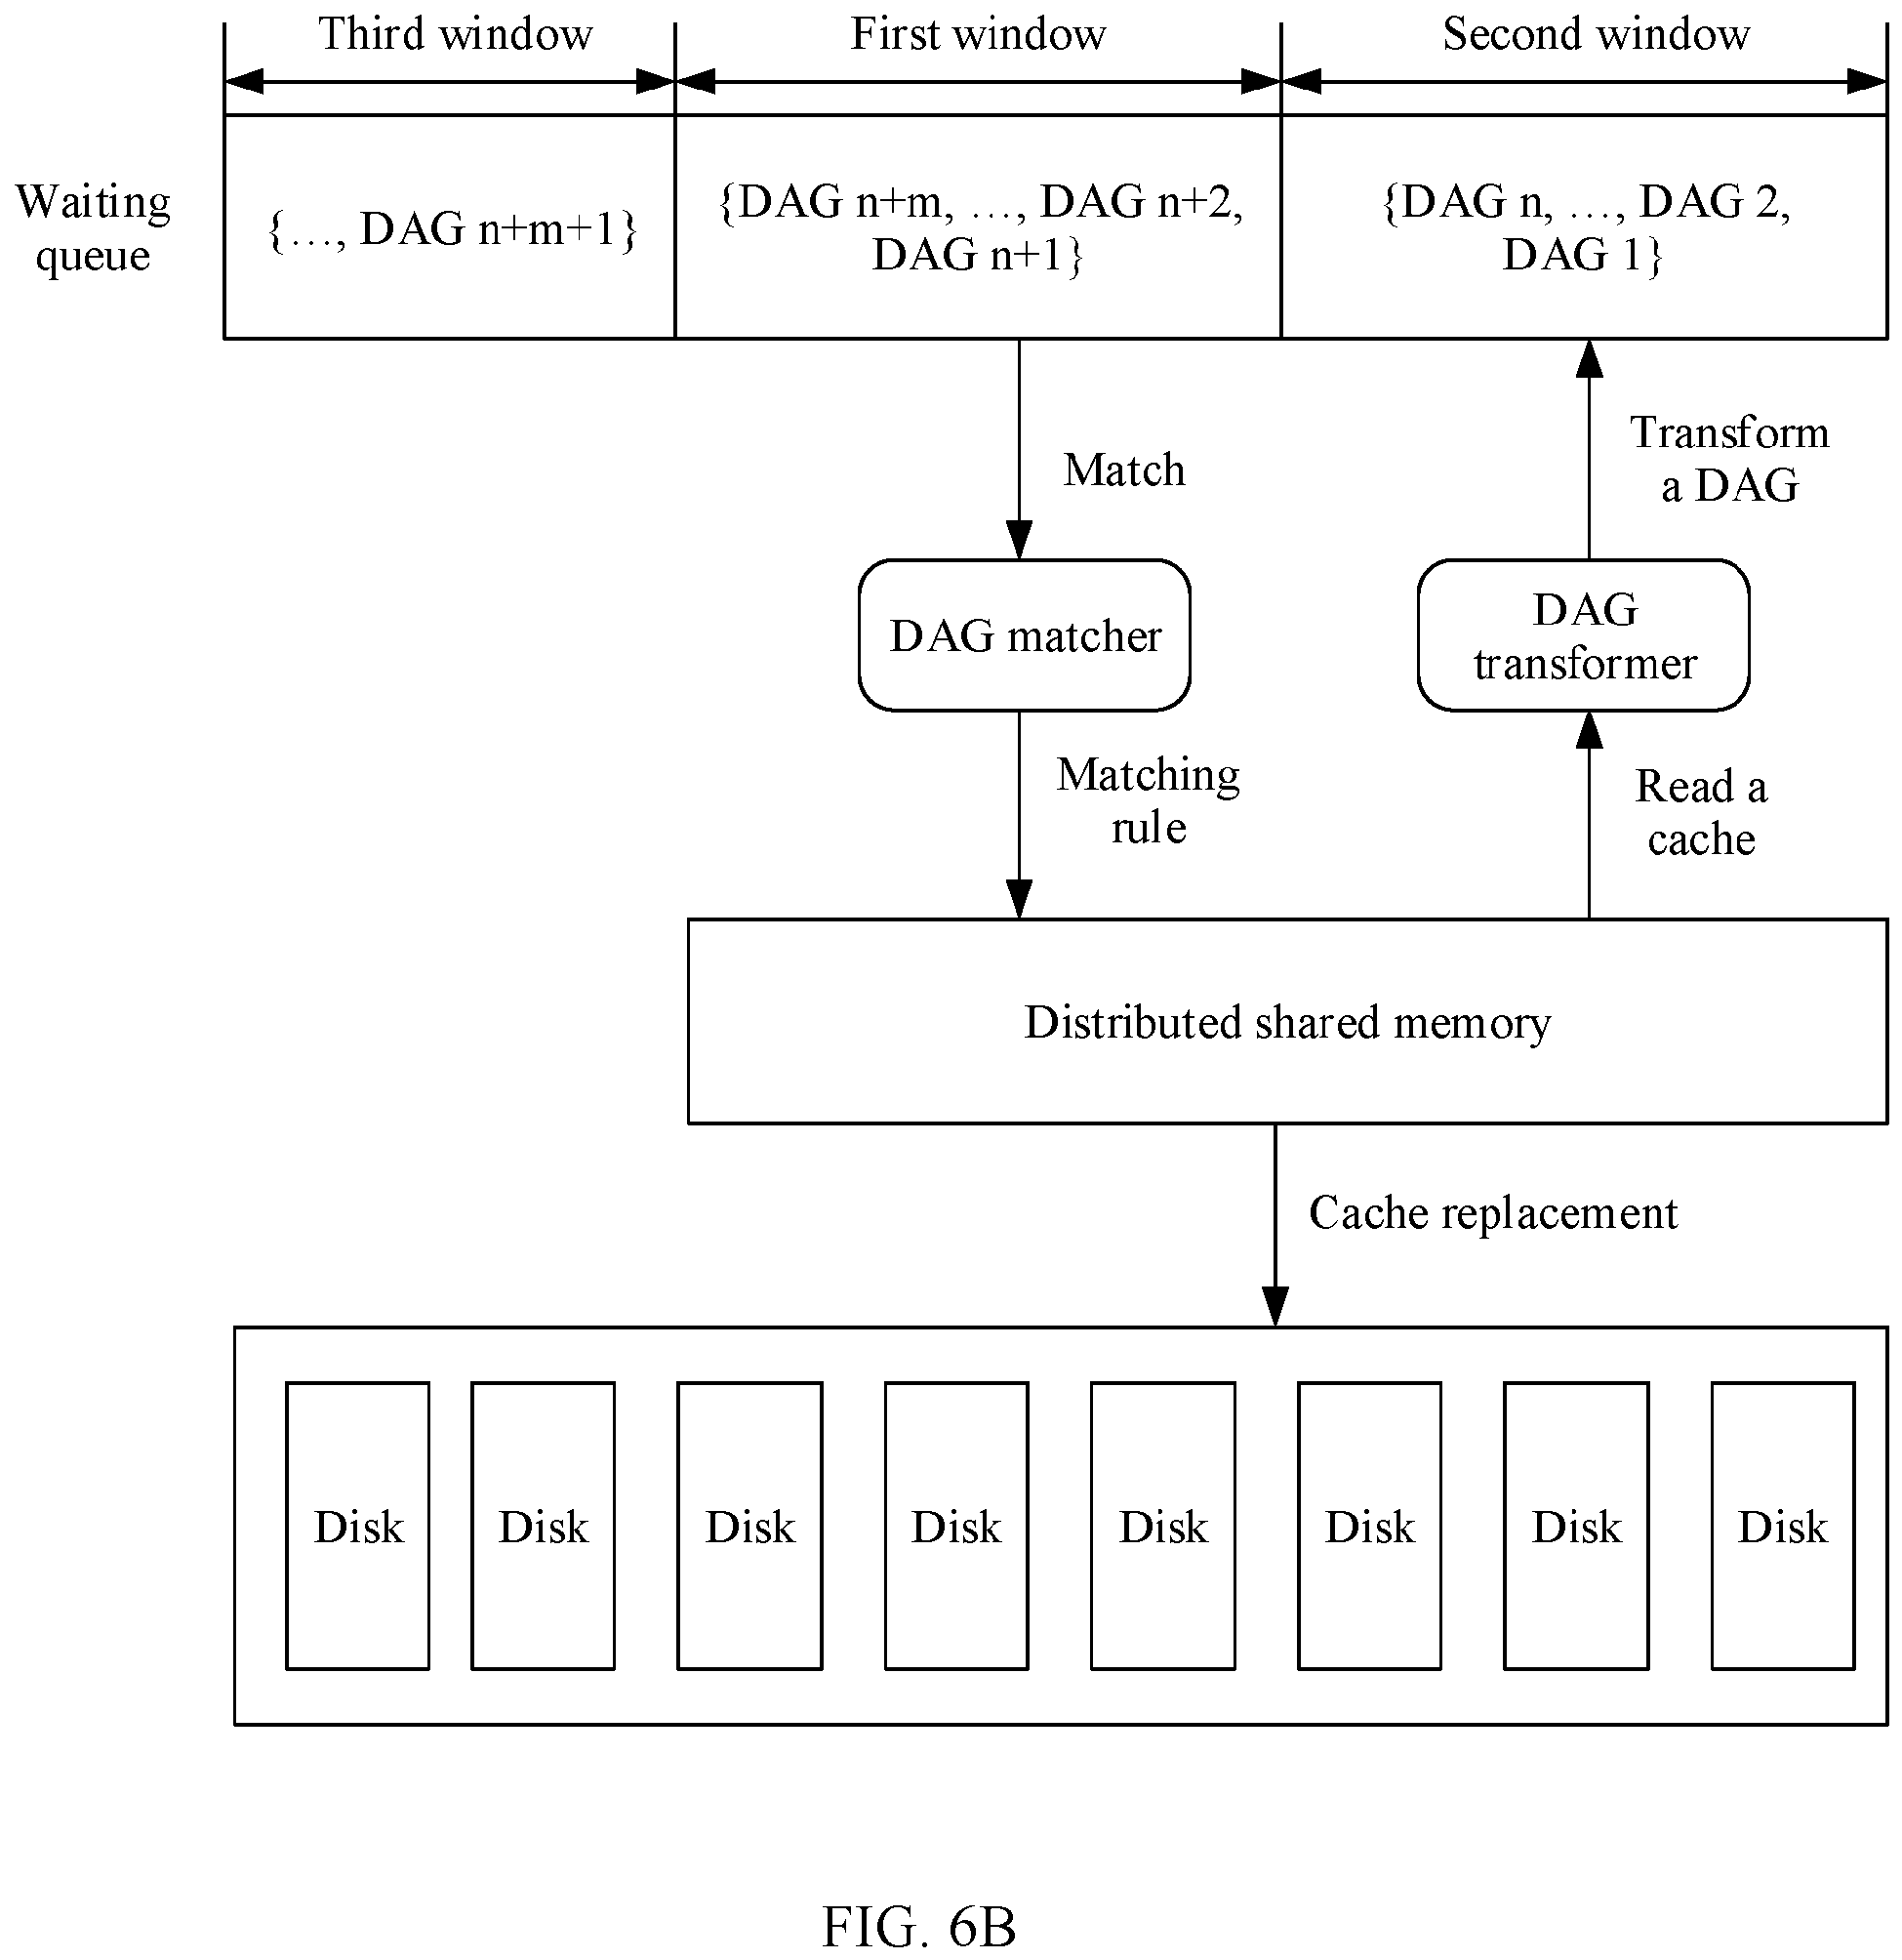 Third window
First window
Second window
Waiting
queue
{…, DAG n+m+1}
{DAG n+m, …, DAG n+2,
DAG n+1}
{DAG n, …, DAG 2,
DAG 1}
Match
Transform
a DAG
DAG matcher
DAG
transformer
Matching
rule
Read a
cache
Distributed shared memory
Cache replacement
Disk
Disk
Disk
Disk
Disk
Disk
Disk
Disk
FIG. 6B